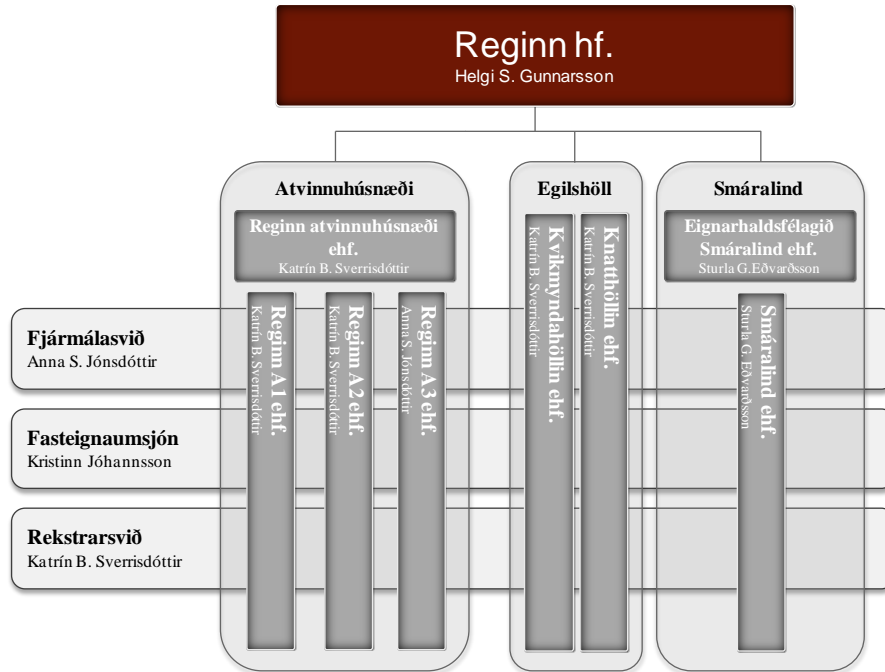 Reginn hf.
Helgi S. Gunnarsson
Atvinnuhúsnæði
Reginn atvinnuhúsnæði
ehf.
Katrín B. Sverrisdóttir
Reginn A1 ehf.
Katrín B. Sverrisdóttir
Reginn A2 ehf.
Katrín B. Sverrisdóttir
Reginn A3 ehf.
Anna S. Jónsdóttir
Egilshöll
Kvikmyndahöllin ehf.
Katrín B. Sverrisdóttir
Knatthöllin ehf.
Katrín B. Sverrisdóttir
Smáralind
Eignarhaldsfélagið
Smáralind ehf.
Sturla G.Eðvarðsson
Smáralind ehf.
Sturla G. Eðvarðsson
Fjármálasvið
Anna S. Jónsdóttir
Fasteignaumsjón
Kristinn Jóhannsson
Rekstrarsvið
Katrín B. Sverrisdóttir